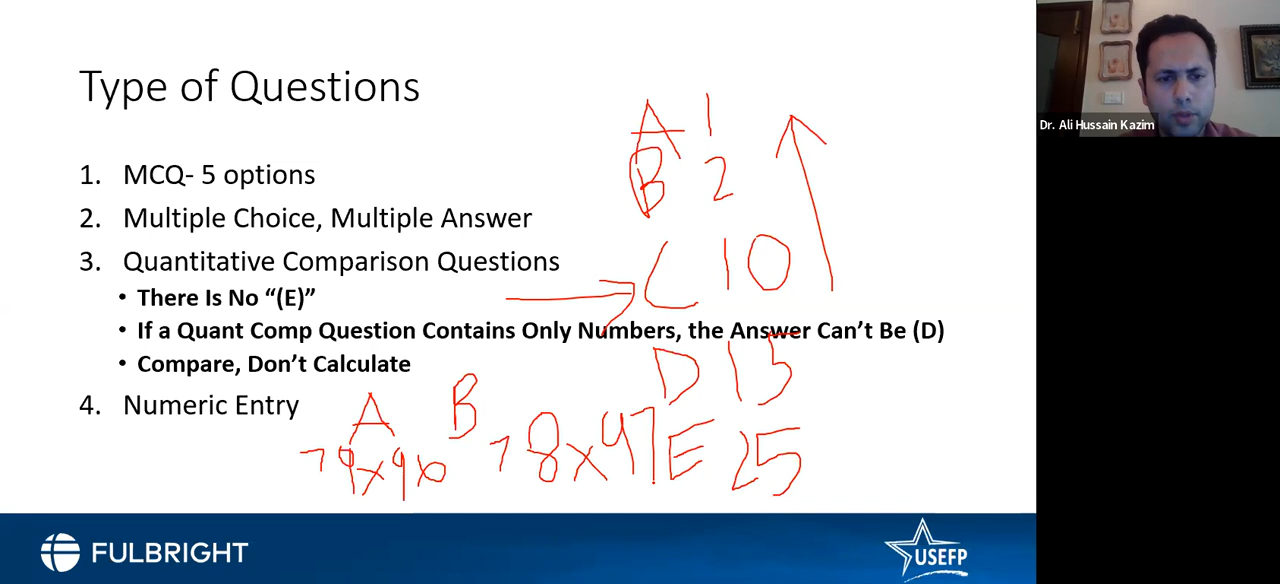 Type of Questions
1. MCQ- 5 options
2. Multiple Choice, Multiple Answer
3. Quantitative Comparison Questions
• There Is No “(E)”
• If a Quant Comp Question Contains Only Numbers, the Answer Can’t Be (D)
• Compare, Don’t Calculate
4. Numeric Entry
A 1
B 2
C 10
D 15
E 25
A B
78x47
FULBRIGHT
USEFP
Dr. Ali Hussain Kazim